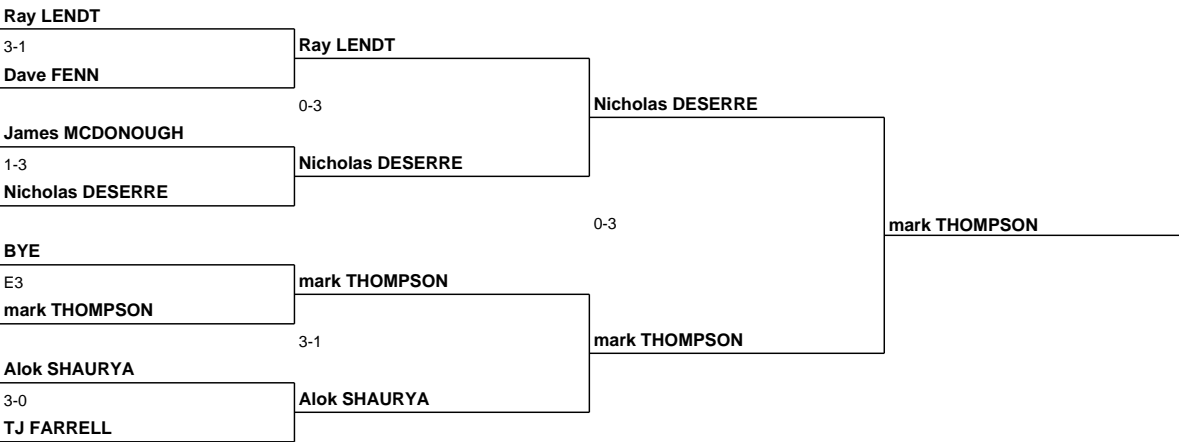 Ray LENDT
3-1
Ray LENDT
Dave FENN
0-3
Nicholas DESERRE
James MCDONOUGH
1-3
Nicholas DESERRE
Nicholas DESERRE
0-3
mark THOMPSON
BYE
E3
mark THOMPSON
mark THOMPSON
3-1
mark THOMPSON
Alok SHAURYA
3-0
Alok SHAURYA
TJ FARRELL